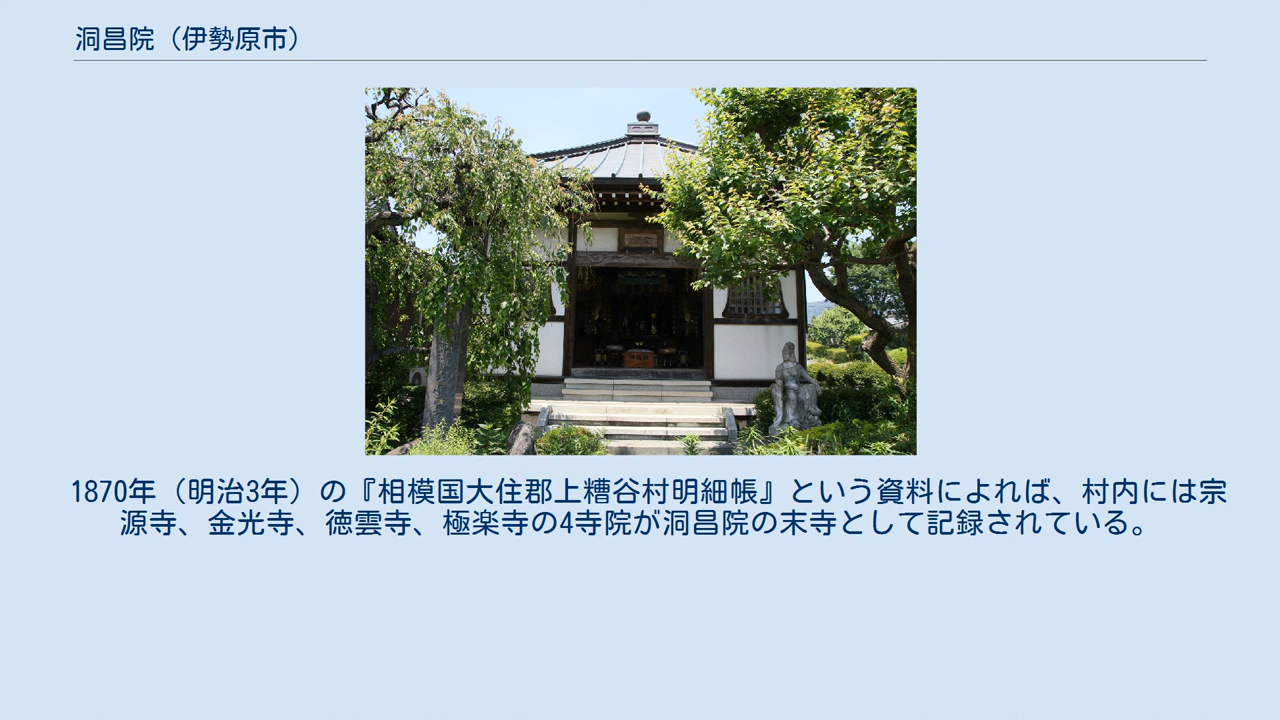 洞昌院（伊勢原市）
1870年（明治3年）の『相模国大住郡上糟谷村明細帳』という資料によれば、村内には宗
源寺、金光寺、徳雲寺、極楽寺の4寺院が洞昌院の末寺として記録されている。